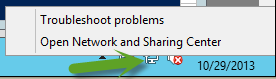 Troubleshoot problems
Open Network and Sharing Center
10/29/2013